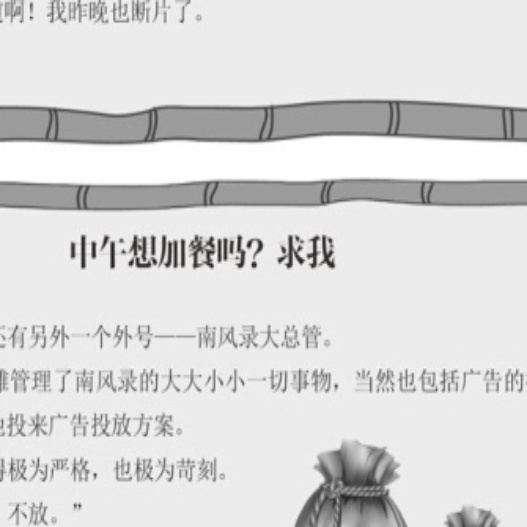 啊！我昨晚也断片了。
中午想加餐吗？求我
还有另外一个外号——南风录大总管。
管理了南风录的大大小小一切事物，当然也包括广告的
投来广告投放方案。
极为严格，也极为苛刻。
不放。”